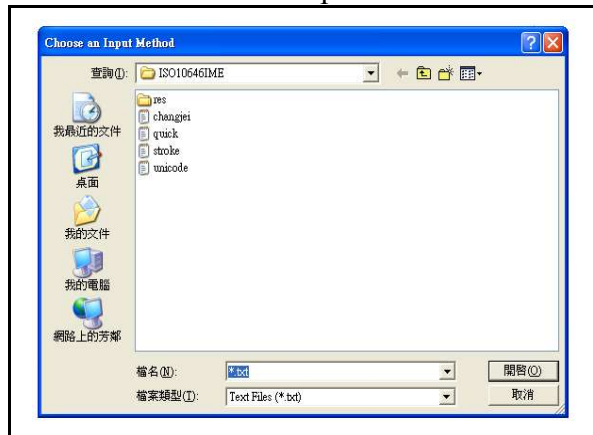 Choose an Input Method
查詢(I): ISO10646IME
res
changjei
quick
stroke
unicode
我最近的文件
桌面
我的文件
我的電腦
網路上的芳鄰
檔名(N): *.txt 開啓(O)
檔案類型(T): Text Files (*.txt) 取消